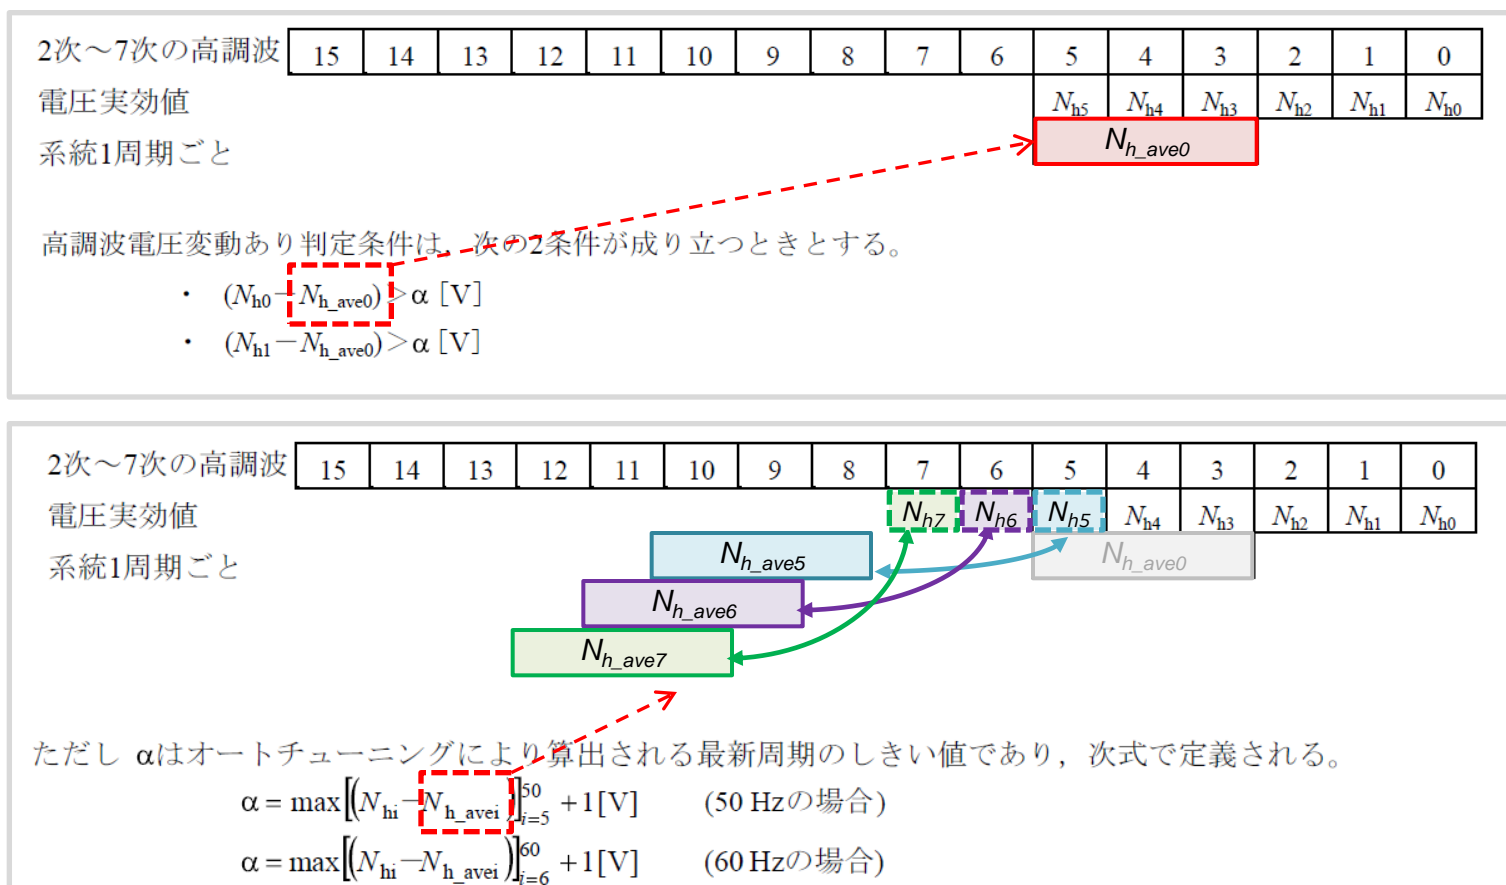 2次～7次の高調波 15 14 13 12 11 10 9 8 7 6 5 4 3 2 1 0
電圧実効値 Nh5 Nh4 Nh3 Nh2 Nh1 Nh0
系統1周期ごと Nh_ave0
高調波電圧変動あり判定条件は，次の2条件が成り立つときとする。
・ (Nh0－Nh_ave0)＞α [V]
・ (Nh1－Nh_ave0)＞α [V]
2次～7次の高調波 15 14 13 12 11 10 9 8 7 6 5 4 3 2 1 0
電圧実効値 Nh7 Nh6 Nh5 Nh4 Nh3 Nh2 Nh1 Nh0
系統1周期ごと Nh_ave5 Nh_ave0
Nh_ave6
Nh_ave7
ただし αはオートチューニングにより算出される最新周期のしきい値であり，次式で定義される。
α = max[(Nhi－Nh_avei)]50i=5 +1[V] (50 Hzの場合)
α = max[(Nhi－Nh_avei)]60i=6 +1[V] (60 Hzの場合)